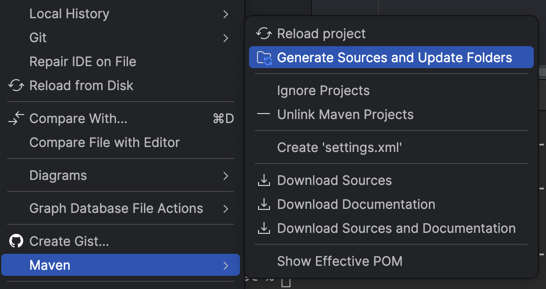 Local History
Git
Repair IDE on File
Reload from Disk
Compare With... ⌘D
Compare File with Editor
Diagrams
Graph Database File Actions
Create Gist...
Maven
Reload project
Generate Sources and Update Folders
Ignore Projects
Unlink Maven Projects
Create 'settings.xml'
Download Sources
Download Documentation
Download Sources and Documentation
Show Effective POM